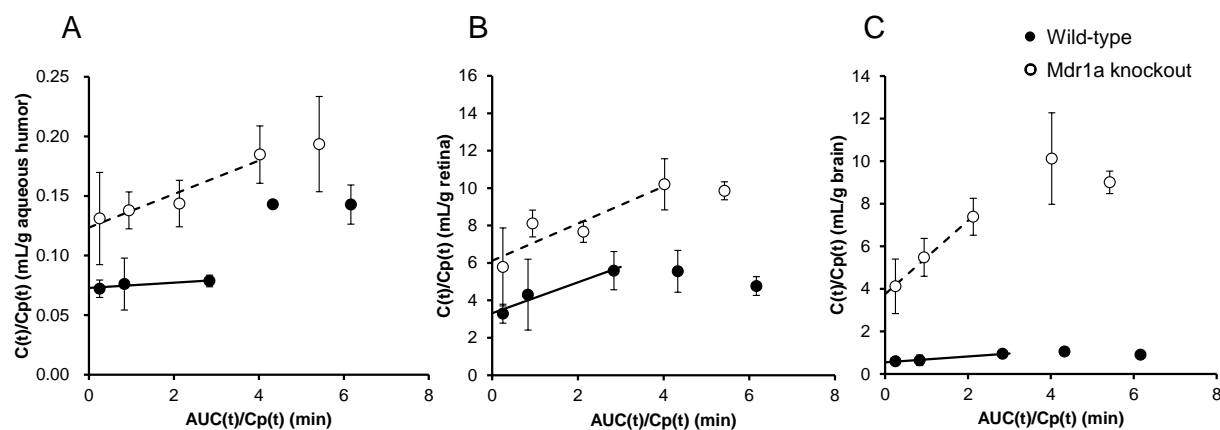 A
C(t)/Cp(t) (mL/g aqueous humor)
0.25
0.20
0.15
0.10
0.05
0.00
0 2 4 6 8
AUC(t)/Cp(t) (min)
B
C(t)/Cp(t) (mL/g retina)
16
14
12
10
8
6
4
2
0
0 2 4 6 8
AUC(t)/Cp(t) (min)
C
Wild-type
Mdr1a knockout
C(t)/Cp(t) (mL/g brain)
14
12
10
8
6
4
2
0
0 2 4 6 8
AUC(t)/Cp(t) (min)